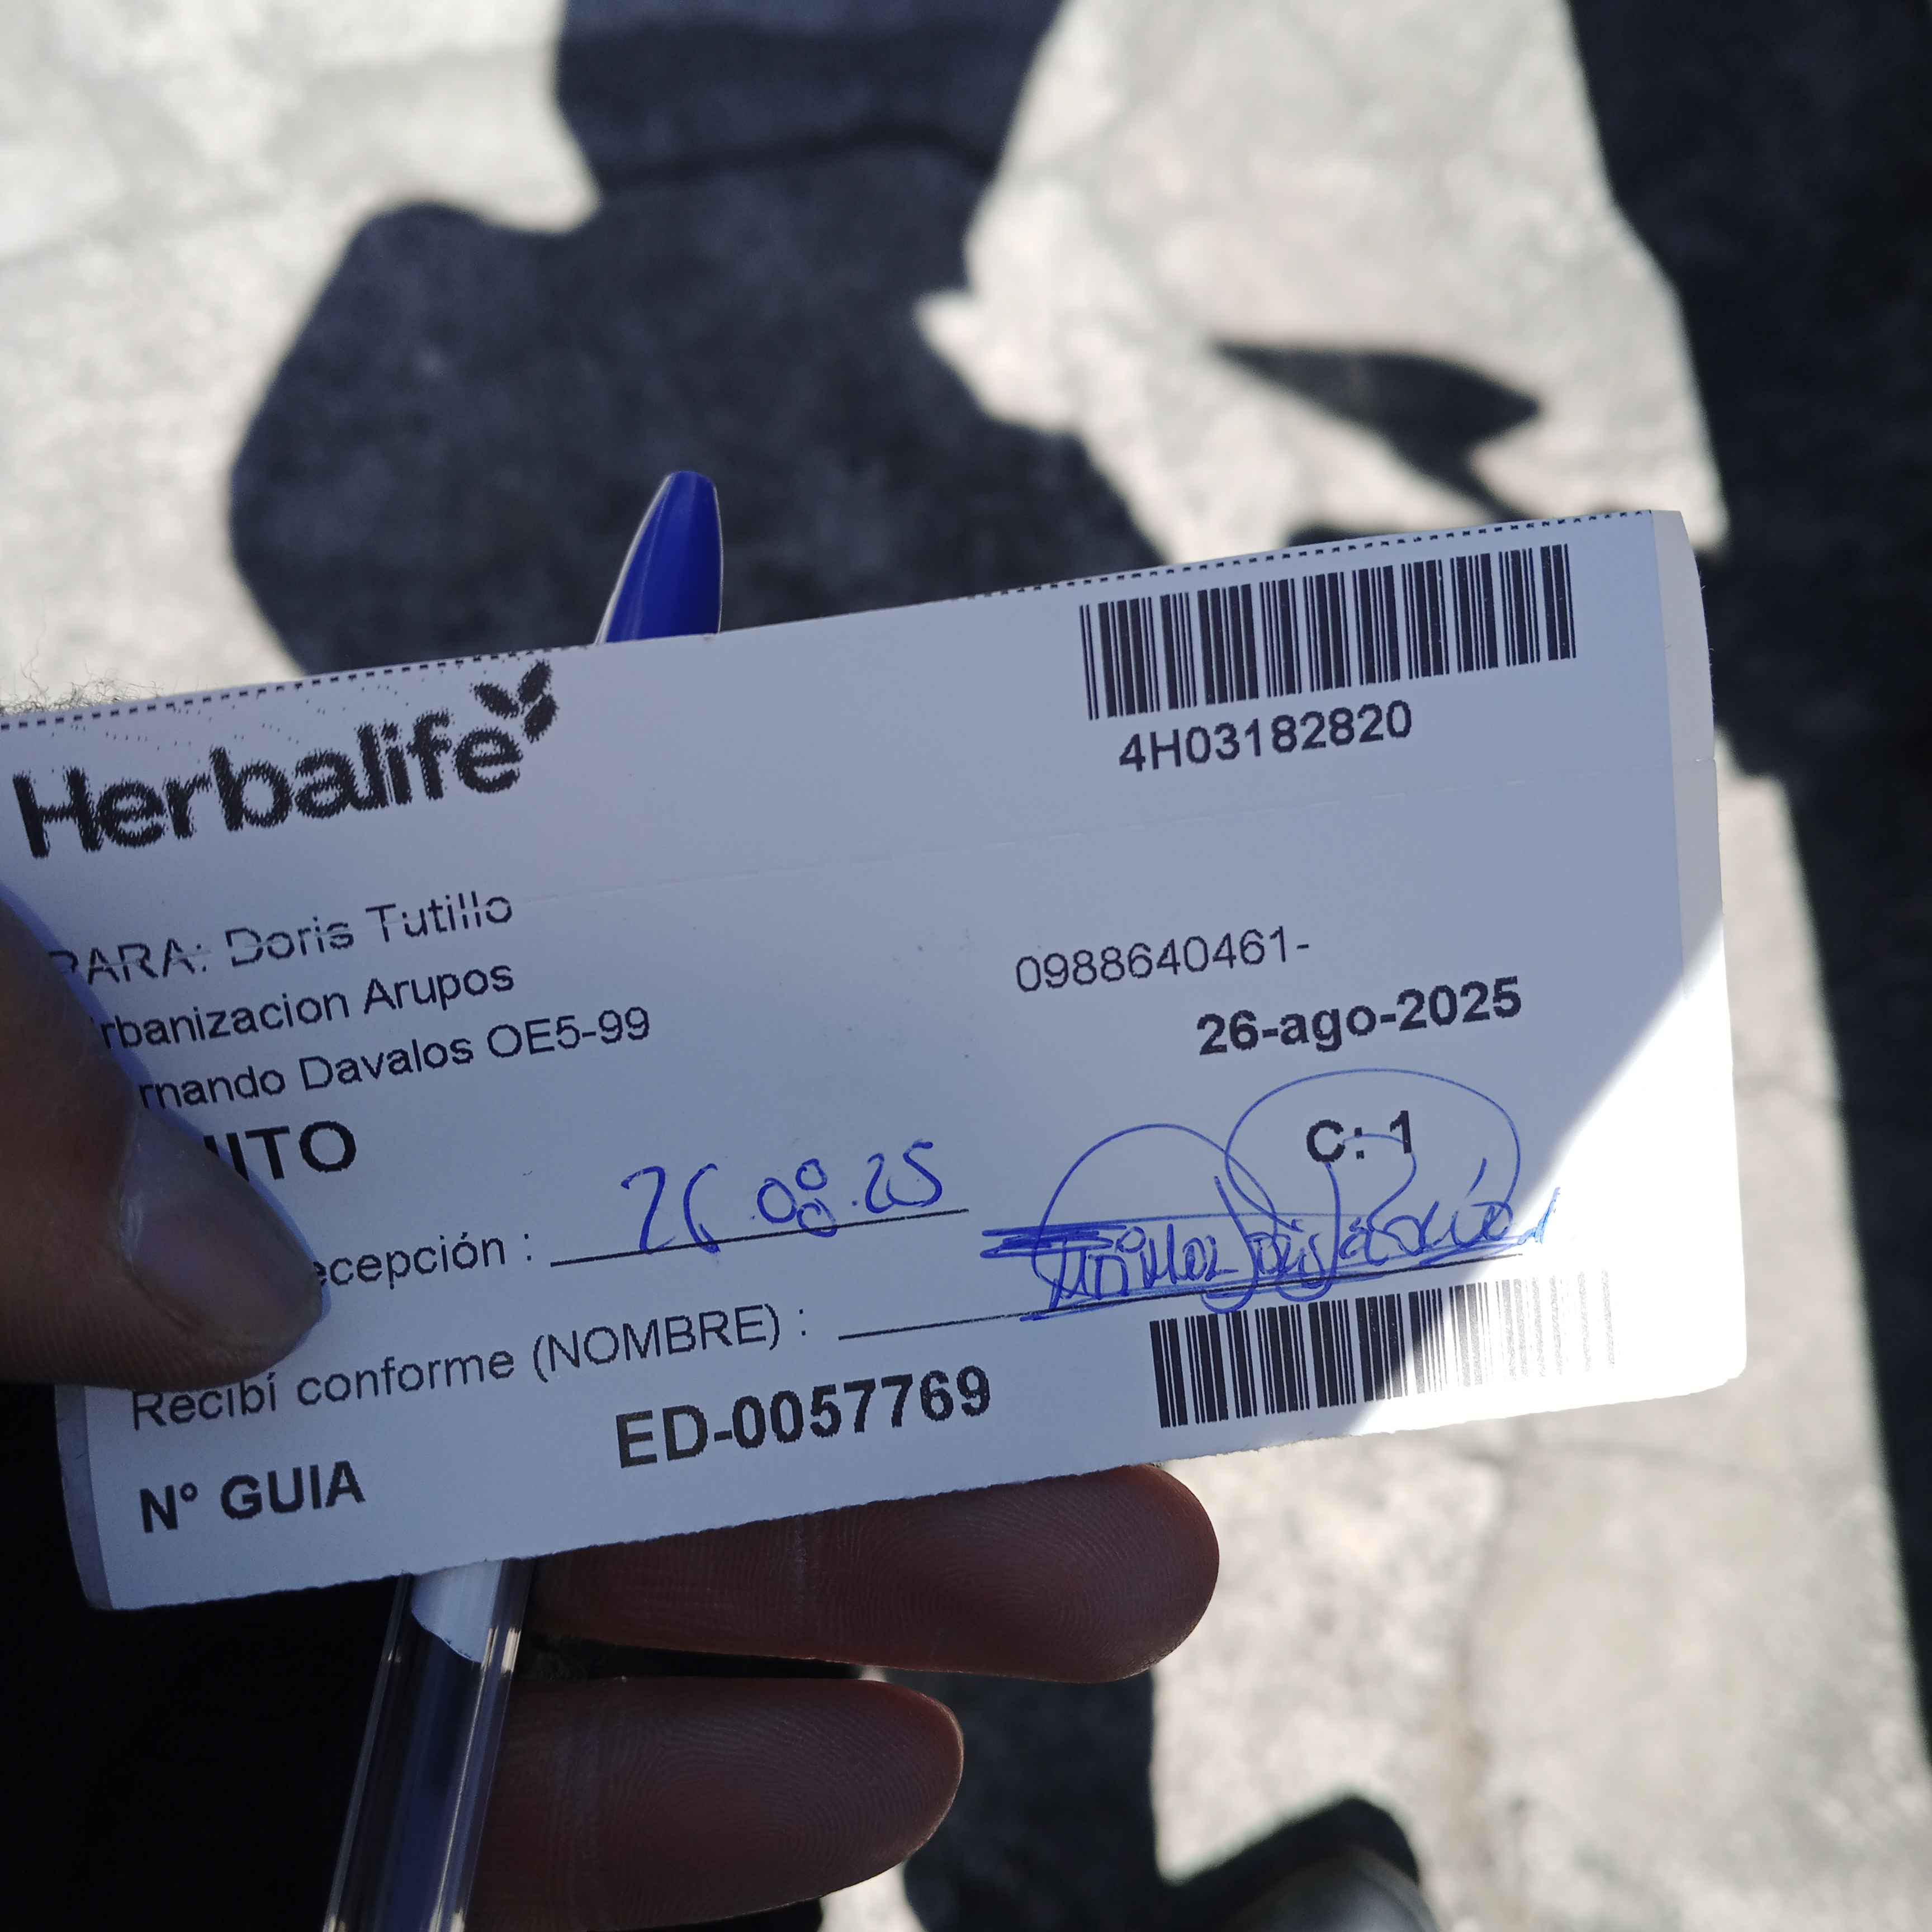 Herbalife
4H03182820
PARA: Doris Tutillo
0988640461-
rbanizacion Arupos
26-ago-2025
rnando Davalos OE5-99
UITO
C: 1
ecepción : 26.08.25
Recibí conforme (NOMBRE) :
N° GUIA ED-0057769